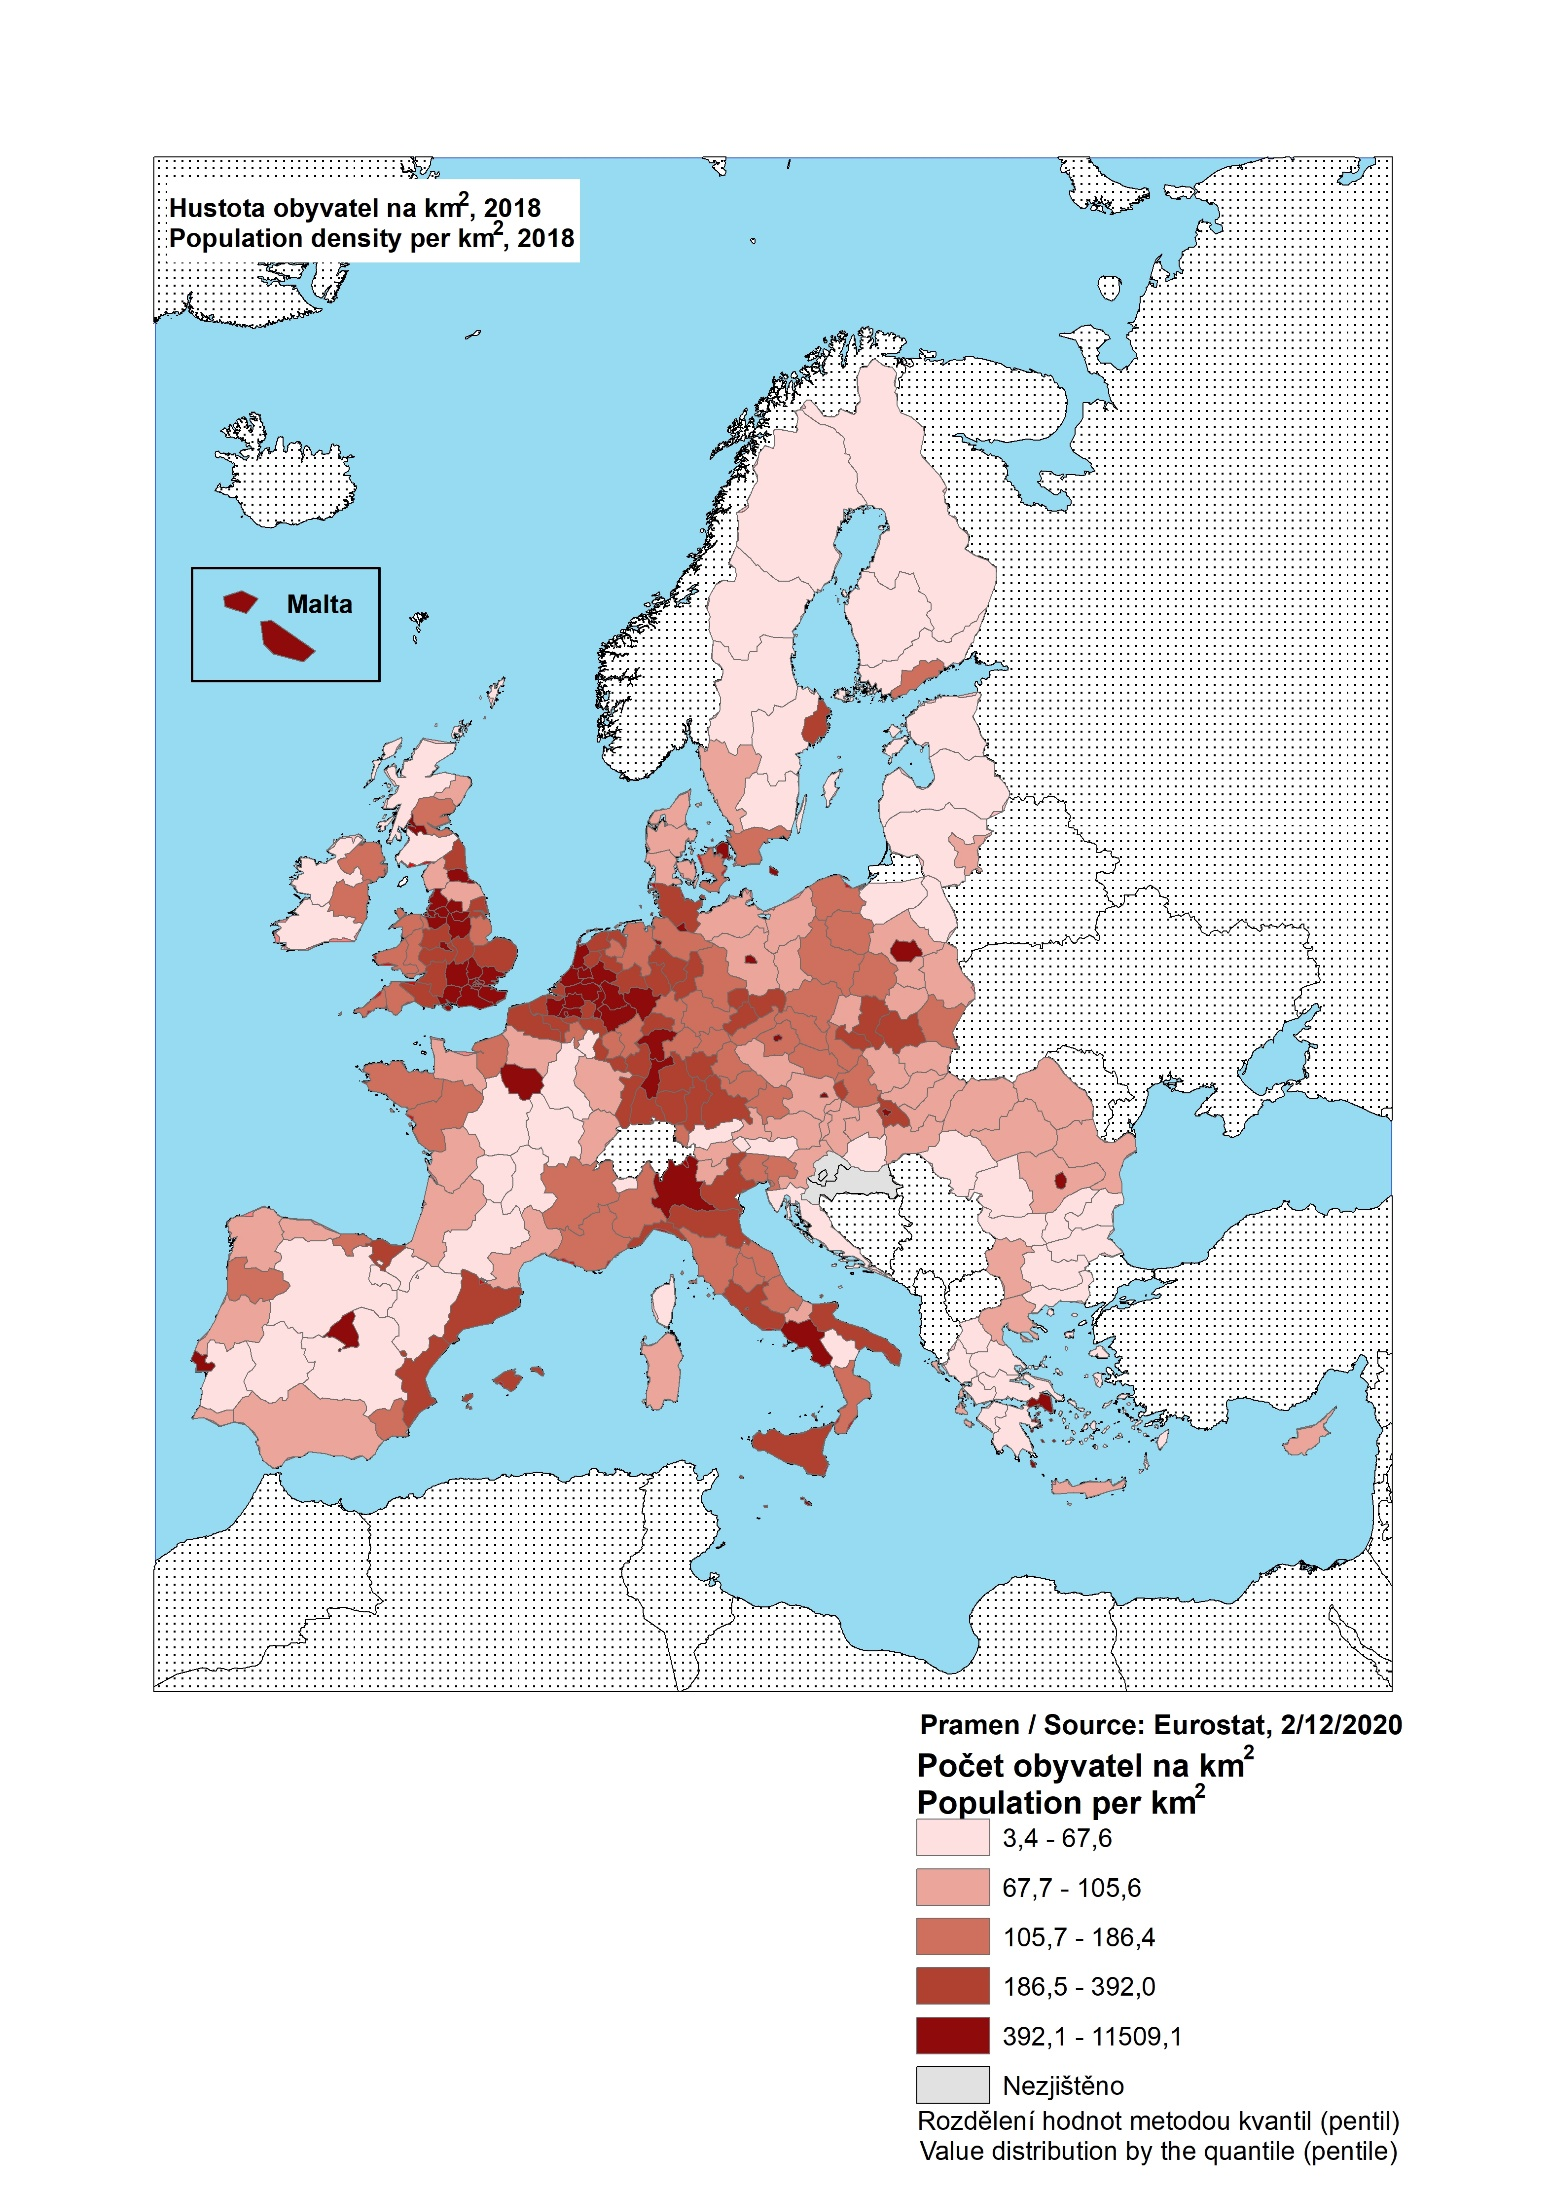 Hustota obyvatel na km², 2018
Population density per km², 2018
Malta
Pramen / Source: Eurostat, 2/12/2020
Počet obyvatel na km²
Population per km²
3,4 - 67,6
67,7 - 105,6
105,7 - 186,4
186,5 - 392,0
392,1 - 11509,1
Nezjištěno
Rozdělení hodnot metodou kvantil (pentil)
Value distribution by the quantile (pentile)